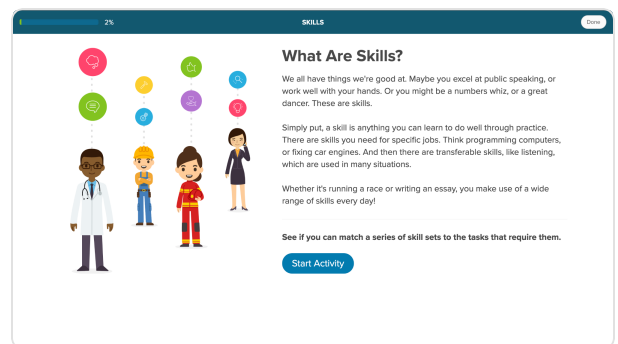 2%
SKILLS
Done
What Are Skills?
We all have things we're good at. Maybe you excel at public speaking, or
work well with your hands. Or you might be a numbers whiz, or a great
dancer. These are skills.
Simply put, a skill is anything you can learn to do well through practice.
There are skills you need for specific jobs. Think programming computers,
or fixing car engines. And then there are transferable skills, like listening,
which are used in many situations.
Whether it's running a race or writing an essay, you make use of a wide
range of skills every day!
See if you can match a series of skill sets to the tasks that require them.
Start Activity